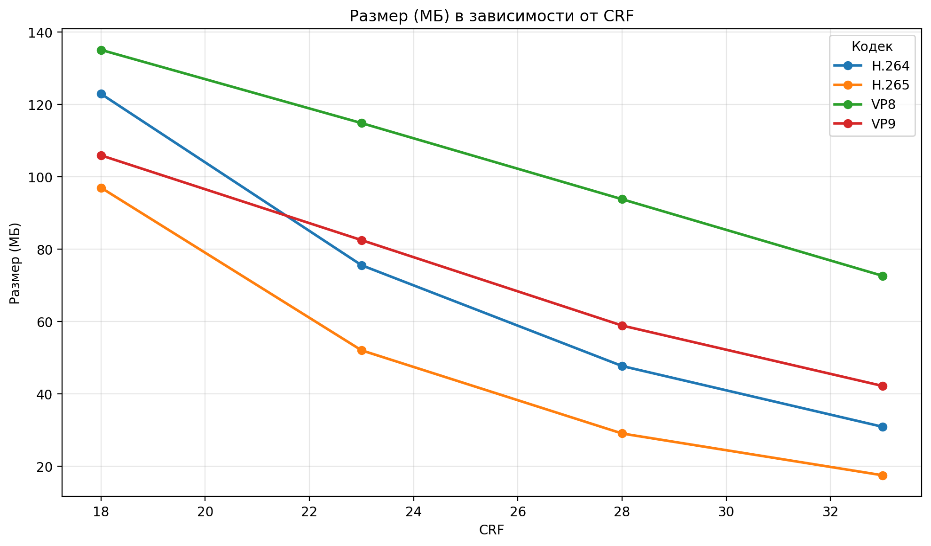 Размер (МБ) в зависимости от CRF
Кодек
H.264
H.265
VP8
VP9
Размер (МБ)
140
120
100
80
60
40
20
18 20 22 24 26 28 30 32
CRF